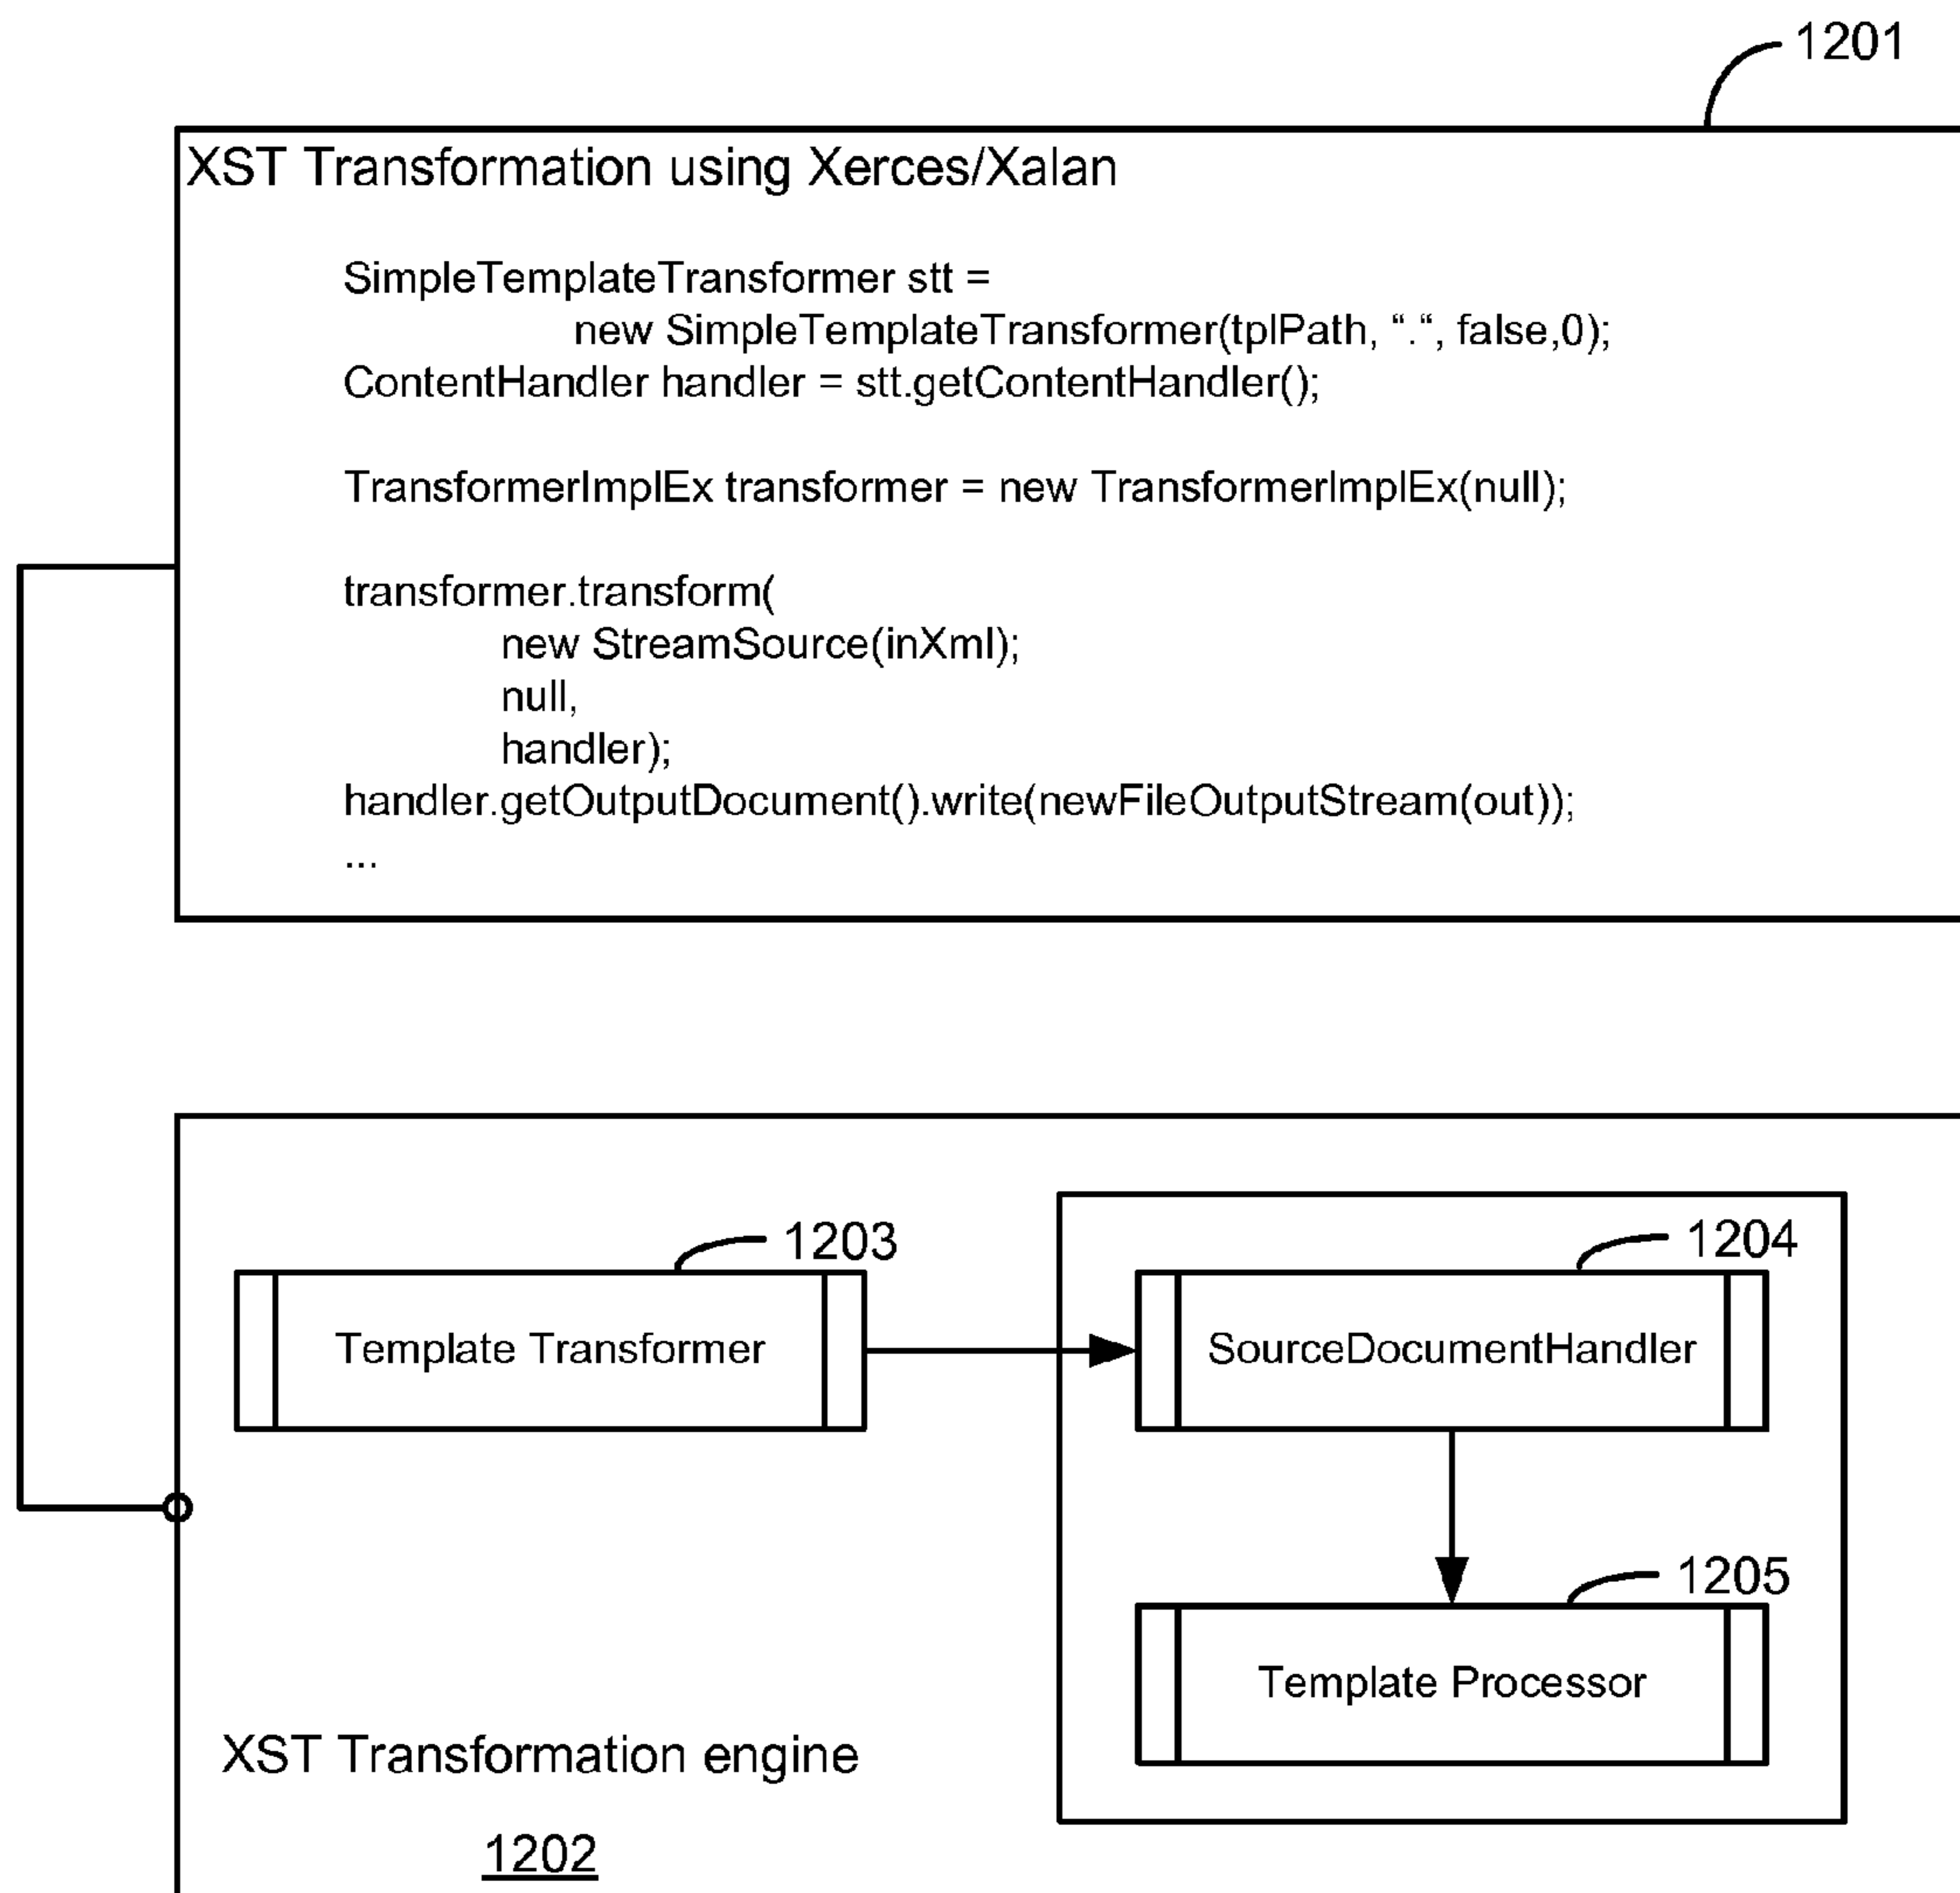 1201
XST Transformation using Xerces/Xalan
SimpleTemplateTransformer stt =
new SimpleTemplateTransformer(tplPath, “.“, false,0);
ContentHandler handler = stt.getContentHandler();
TransformerImplEx transformer = new TransformerImplEx(null);
transformer.transform(
new StreamSource(inXml);
null,
handler);
handler.getOutputDocument().write(newFileOutputStream(out));
...
1203
1204
Template Transformer
SourceDocumentHandler
1205
Template Processor
XST Transformation engine
1202